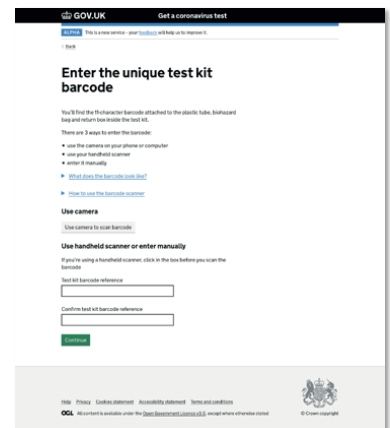 GOV.UK Get a coronavirus test
ALPHA This is a new service - your feedback will help us to improve it.
Back
Enter the unique test kit
barcode
You'll find the 11-character barcode attached to the plastic tube, biohazard
bag and return box inside the test kit.
There are 3 ways to enter the barcode:
use the camera on your phone or computer
use your handheld scanner
enter it manually
What does the barcode look like?
How to use the barcode scanner
Use camera
Use camera to scan barcode
Use handheld scanner or enter manually
If you're using a handheld scanner, click in the box before you scan the
barcode
Test kit barcode reference
Confirm test kit barcode reference
Continue
Help Privacy Cookies statement Accessibility statement Terms and conditions
OGL All content is available under the Open Government Licence v3.0, except where otherwise stated
© Crown copyright